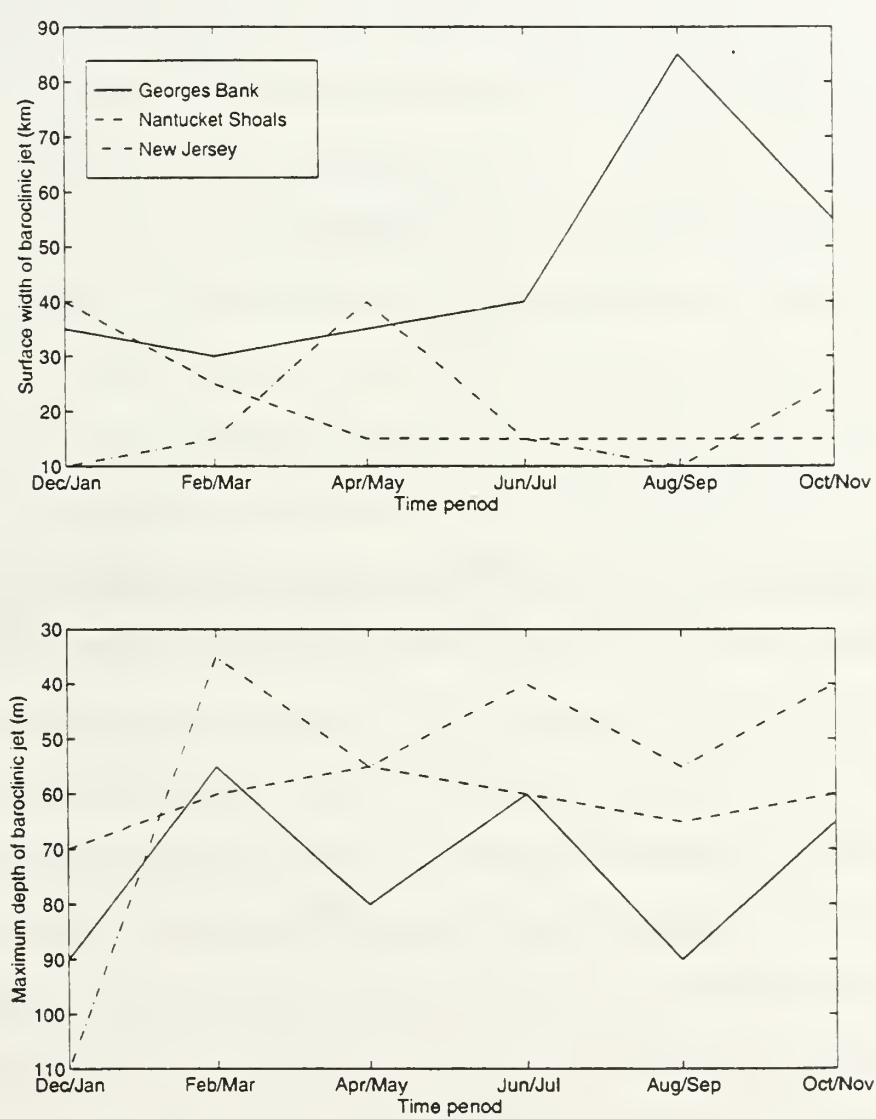 90
80
70
60
50
40
30
20
10
Surface width of baroclinic jet (km)
Georges Bank
Nantucket Shoals
New Jersey
Dec/Jan Feb/Mar Apr/May Jun/Jul Aug/Sep Oct/Nov
Time period
30
40
50
60
70
80
90
100
110
Maximum depth of baroclinic jet (m)
Dec/Jan Feb/Mar Apr/May Jun/Jul Aug/Sep Oct/Nov
Time period